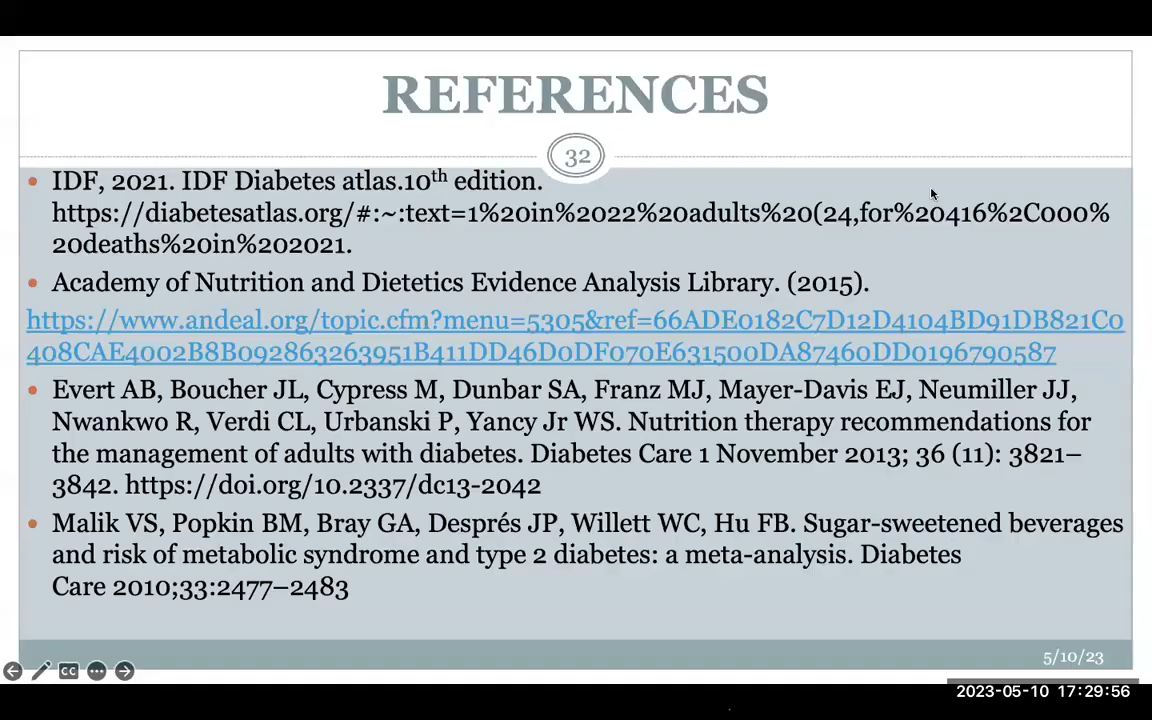 REFERENCES
32
• IDF, 2021. IDF Diabetes atlas.10th edition.
https://diabetesatlas.org/#:~:text=1%20in%2022%20adults%20(24,for%20416%2C000%
20deaths%20in%202021.
• Academy of Nutrition and Dietetics Evidence Analysis Library. (2015).
https://www.andeal.org/topic.cfm?menu=5305&ref=66ADE0182C7D12D4104BD91DB821C0
408CAE4002B8B092863263951B411DD46D0DF070E631500DA87460DD0196790587
• Evert AB, Boucher JL, Cypress M, Dunbar SA, Franz MJ, Mayer-Davis EJ, Neumiller JJ,
Nwankwo R, Verdi CL, Urbanski P, Yancy Jr WS. Nutrition therapy recommendations for
the management of adults with diabetes. Diabetes Care 1 November 2013; 36 (11): 3821–
3842. https://doi.org/10.2337/dc13-2042
• Malik VS, Popkin BM, Bray GA, Després JP, Willett WC, Hu FB. Sugar-sweetened beverages
and risk of metabolic syndrome and type 2 diabetes: a meta-analysis. Diabetes
Care 2010;33:2477–2483
5/10/23
CC
2023-05-10 17:29:56